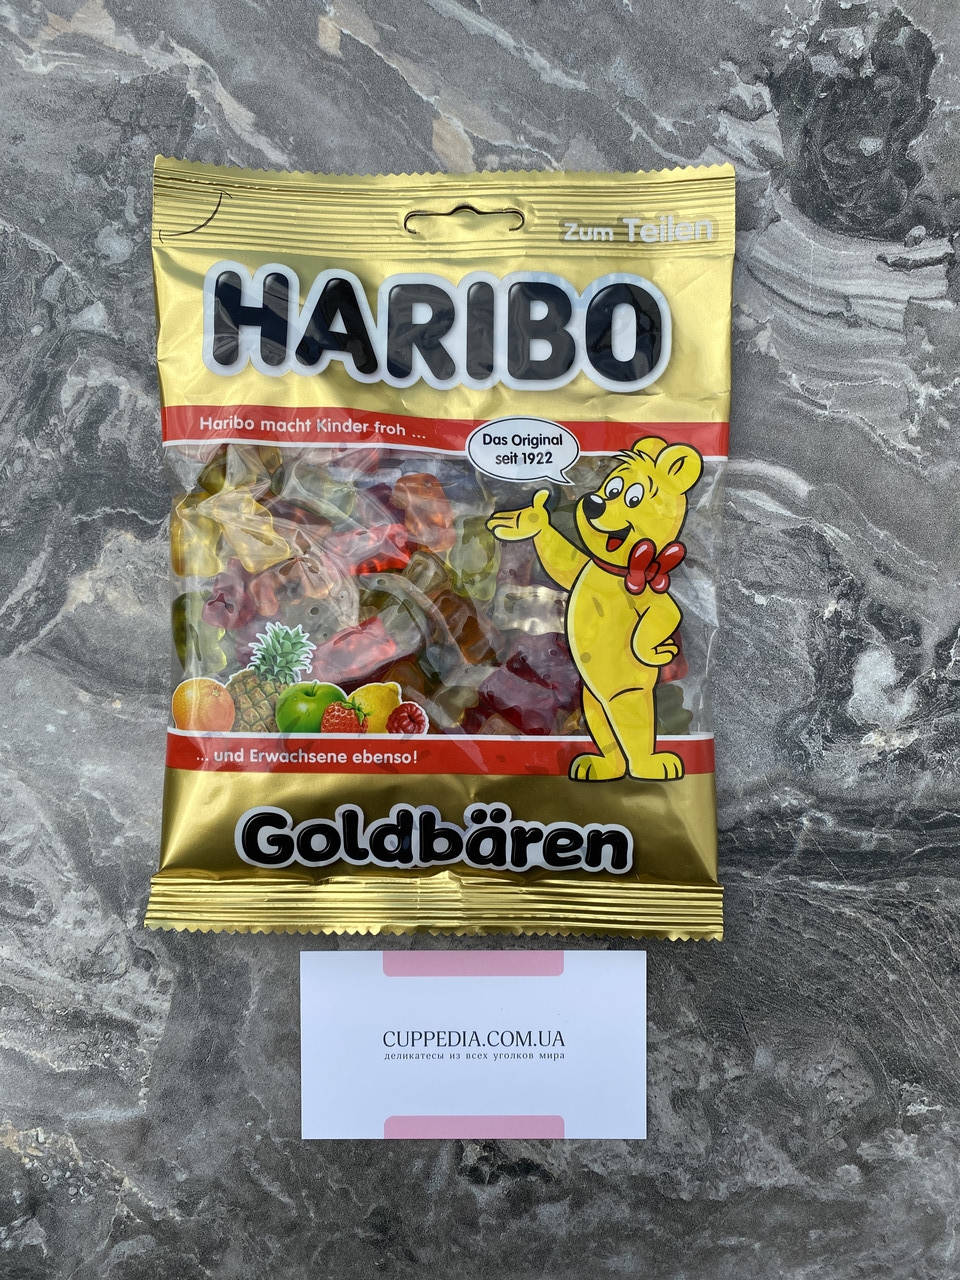 Zum Teilen
HARIBO
Haribo macht Kinder froh ...
Das Original
seit 1922
... und Erwachsene ebenso!
Goldbären
CUPPEDIA.COM.UA
деликатесы из всех уголков мира